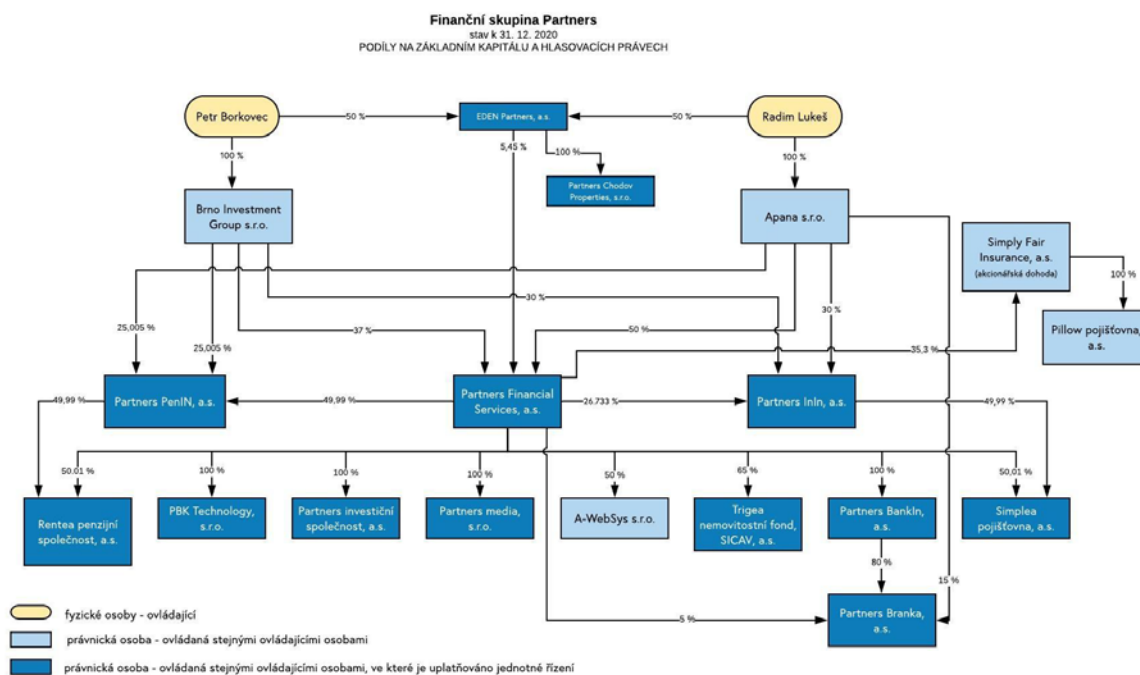 Finanční skupina Partners
stav k 31. 12. 2020
PODÍLY NA ZÁKLADNÍM KAPITÁLU A HLASOVACÍCH PRÁVECH
Petr Borkovec
50 %
EDEN Partners, a.s.
50 %
Radim Lukeš
100 %
5,45 %
100 %
100 %
Partners Chodov
Properties, s.r.o.
Brno Investment
Group s.r.o.
Apana s.r.o.
Simply Fair
Insurance, a.s.
(akcionářská dohoda)
100 %
Pillow pojišťovna,
a.s.
30 %
30 %
25,005 %
25,005 %
37 %
50 %
35,3 %
Partners PenIN, a.s.
Partners Financial
Services, a.s.
Partners InIn, a.s.
49,99 %
49,99 %
26.733 %
49,99 %
50.01 %
100 %
100 %
100 %
50 %
65 %
100 %
50,01 %
Rentea penzijní
společnost, a.s.
PBK Technology,
s.r.o.
Partners investiční
společnost, a.s.
Partners media,
s.r.o.
A-WebSys s.r.o.
Trigea
nemovitostní fond,
SICAV, a.s.
Partners BankIn,
a.s.
Simplea
pojišťovna, a.s.
80 %
15 %
5 %
Partners Branka,
a.s.
fyzické osoby - ovládající
právnická osoba - ovládaná stejnými ovládajícími osobami
právnická osoba - ovládaná stejnými ovládajícími osobami, ve které je uplatňováno jednotné řízení